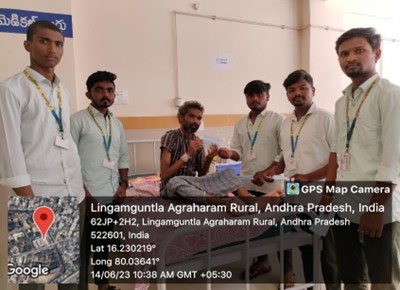 GPS Map Camera
Lingamguntla Agraharam Rural, Andhra Pradesh, India
62JP+2H2, Lingamguntla Agraharam Rural, Andhra Pradesh
522601, India
Lat 16.230219°
Long 80.03641°
14/06/23 10:38 AM GMT +05:30
Google